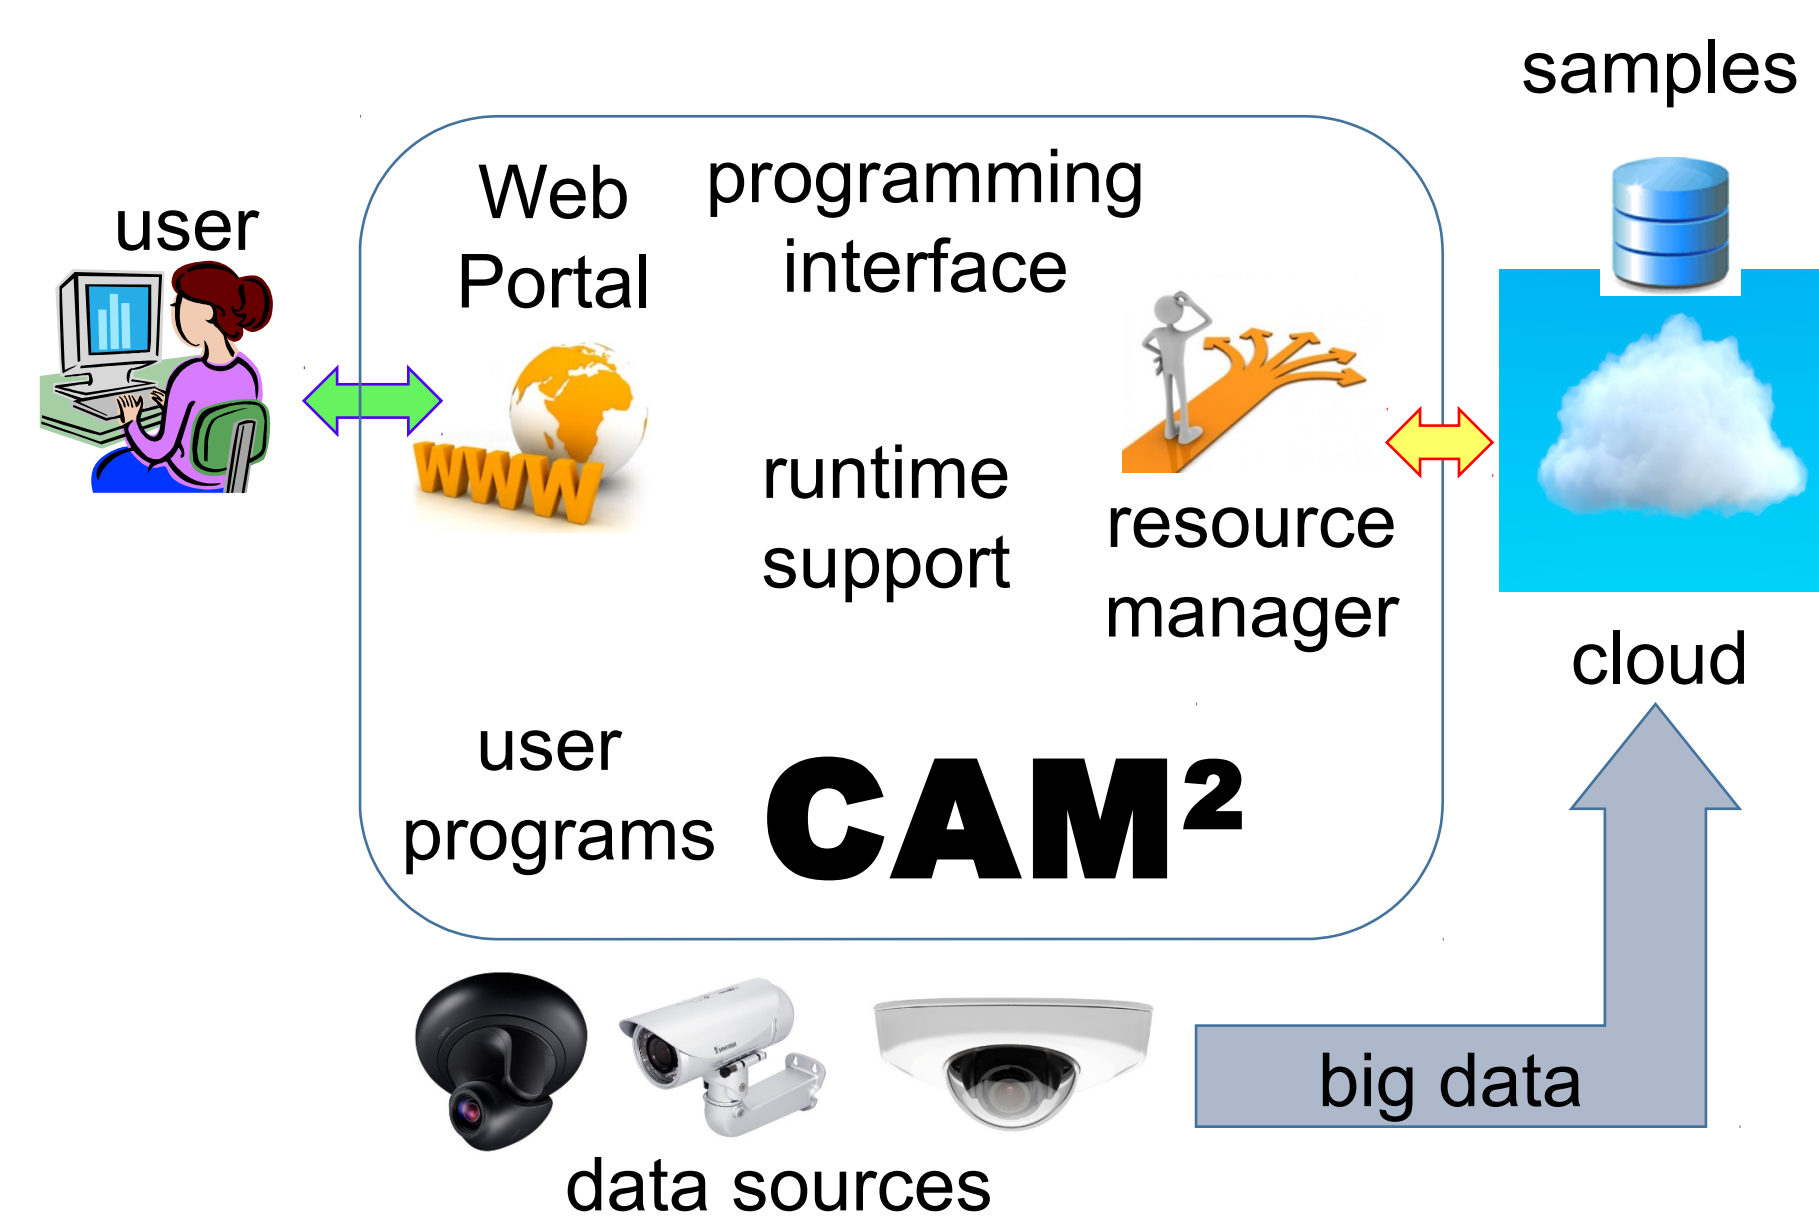 samples
user
Web
Portal
programming
interface
WWW
runtime
support
resource
manager
cloud
user
programs
CAM²
big data
data sources